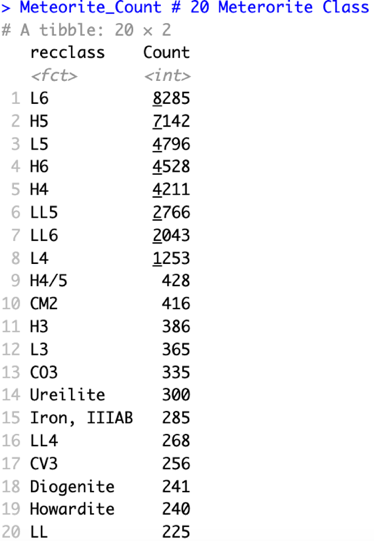 > Meteorite_Count # 20 Meterorite Class
# A tibble: 20 × 2
recclass Count
<fct> <int>
1 L6 8285
2 H5 7142
3 L5 4796
4 H6 4528
5 H4 4211
6 LL5 2766
7 LL6 2043
8 L4 1253
9 H4/5 428
10 CM2 416
11 H3 386
12 L3 365
13 CO3 335
14 Ureilite 300
15 Iron, IIIAB 285
16 LL4 268
17 CV3 256
18 Diogenite 241
19 Howardite 240
20 LL 225